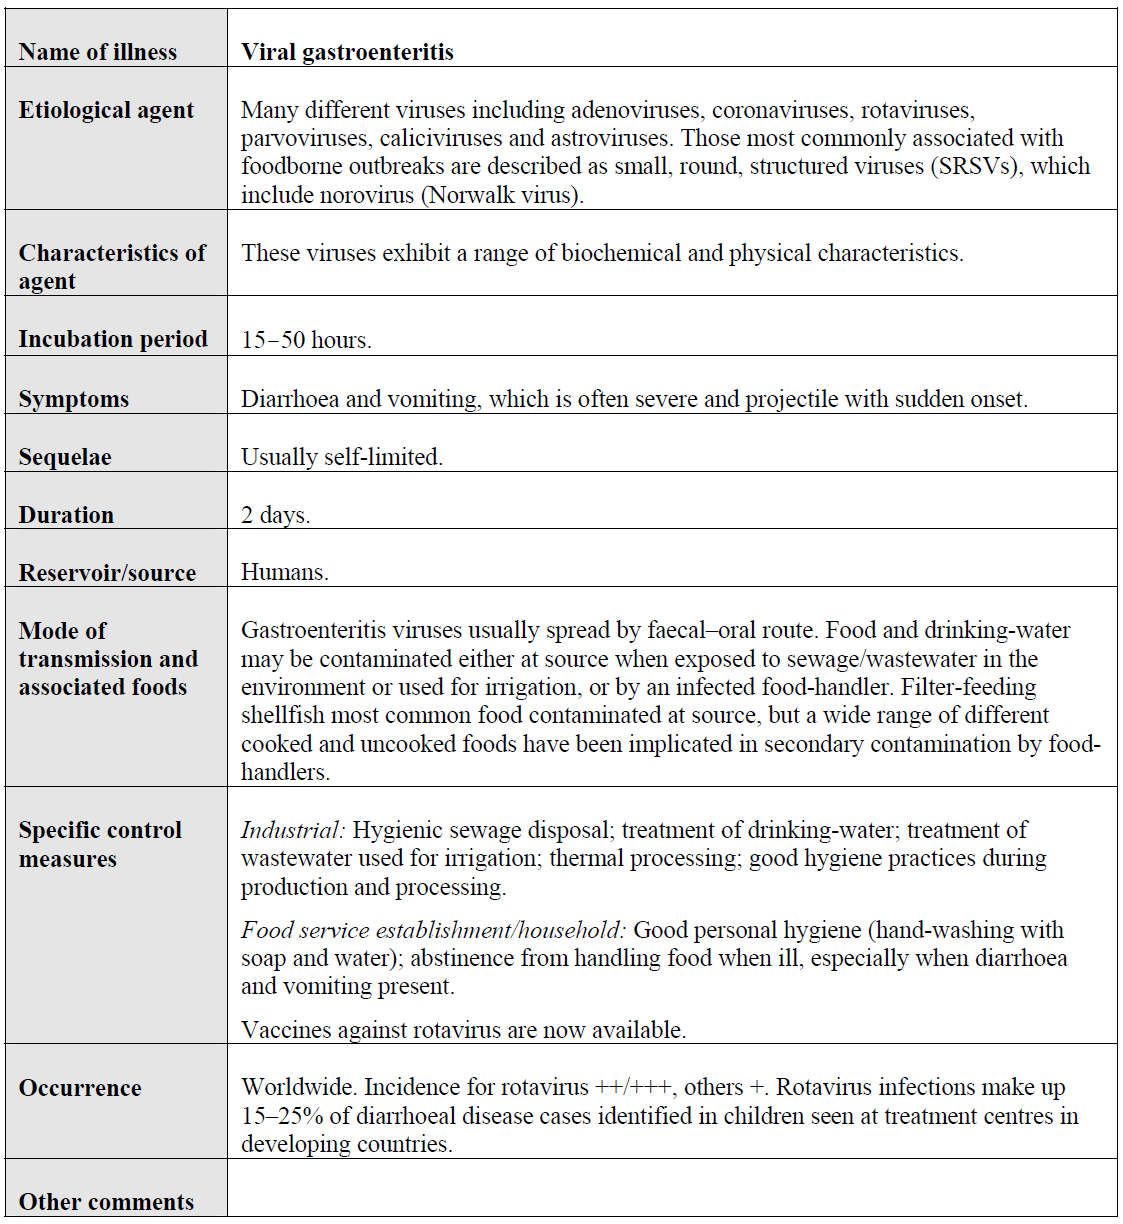 Name of illness
Viral gastroenteritis
Etiological agent
Many different viruses including adenoviruses, coronaviruses, rotaviruses,
parvoviruses, caliciviruses and astroviruses. Those most commonly associated with
foodborne outbreaks are described as small, round, structured viruses (SRSVs), which
include norovirus (Norwalk virus).
Characteristics of
agent
These viruses exhibit a range of biochemical and physical characteristics.
Incubation period
15–50 hours.
Symptoms
Diarrhoea and vomiting, which is often severe and projectile with sudden onset.
Sequelae
Usually self-limited.
Duration
2 days.
Reservoir/source
Humans.
Mode of
transmission and
associated foods
Gastroenteritis viruses usually spread by faecal–oral route. Food and drinking-water
may be contaminated either at source when exposed to sewage/wastewater in the
environment or used for irrigation, or by an infected food-handler. Filter-feeding
shellfish most common food contaminated at source, but a wide range of different
cooked and uncooked foods have been implicated in secondary contamination by food-
handlers.
Specific control
measures
Industrial: Hygienic sewage disposal; treatment of drinking-water; treatment of
wastewater used for irrigation; thermal processing; good hygiene practices during
production and processing.
Food service establishment/household: Good personal hygiene (hand-washing with
soap and water); abstinence from handling food when ill, especially when diarrhoea
and vomiting present.
Vaccines against rotavirus are now available.
Occurrence
Worldwide. Incidence for rotavirus ++/+++, others +. Rotavirus infections make up
15–25% of diarrhoeal disease cases identified in children seen at treatment centres in
developing countries.
Other comments